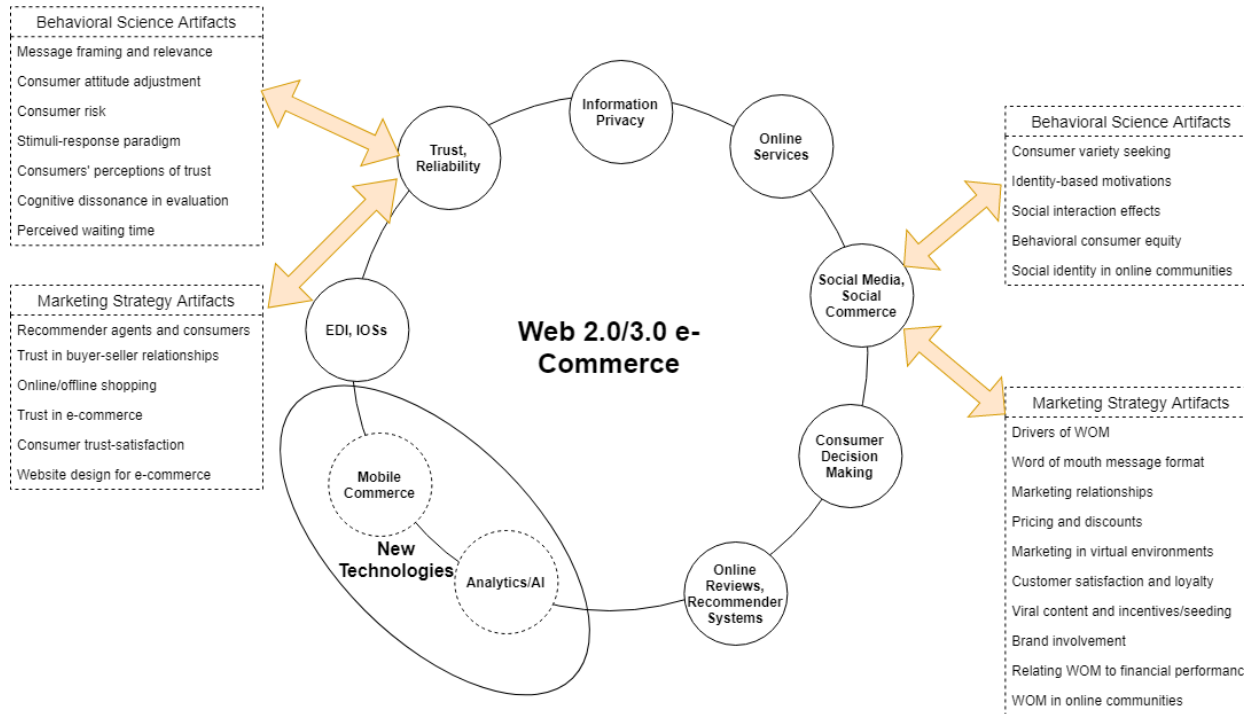 Behavioral Science Artifacts
Message framing and relevance
Consumer attitude adjustment
Consumer risk
Stimuli-response paradigm
Consumers' perceptions of trust
Cognitive dissonance in evaluation
Perceived waiting time
Marketing Strategy Artifacts
Recommender agents and consumers
Trust in buyer-seller relationships
Online/offline shopping
Trust in e-commerce
Consumer trust-satisfaction
Website design for e-commerce
Trust,
Reliability
Information
Privacy
Online
Services
Social Media,
Social
Commerce
Consumer
Decision
Making
Online
Reviews,
Recommender
Systems
Analytics/AI
Mobile
Commerce
New
Technologies
EDI, IOSs
Web 2.0/3.0 e-
Commerce
Behavioral Science Artifacts
Consumer variety seeking
Identity-based motivations
Social interaction effects
Behavioral consumer equity
Social identity in online communities
Marketing Strategy Artifacts
Drivers of WOM
Word of mouth message format
Marketing relationships
Pricing and discounts
Marketing in virtual environments
Customer satisfaction and loyalty
Viral content and incentives/seeding
Brand involvement
Relating WOM to financial performanc
WOM in online communities